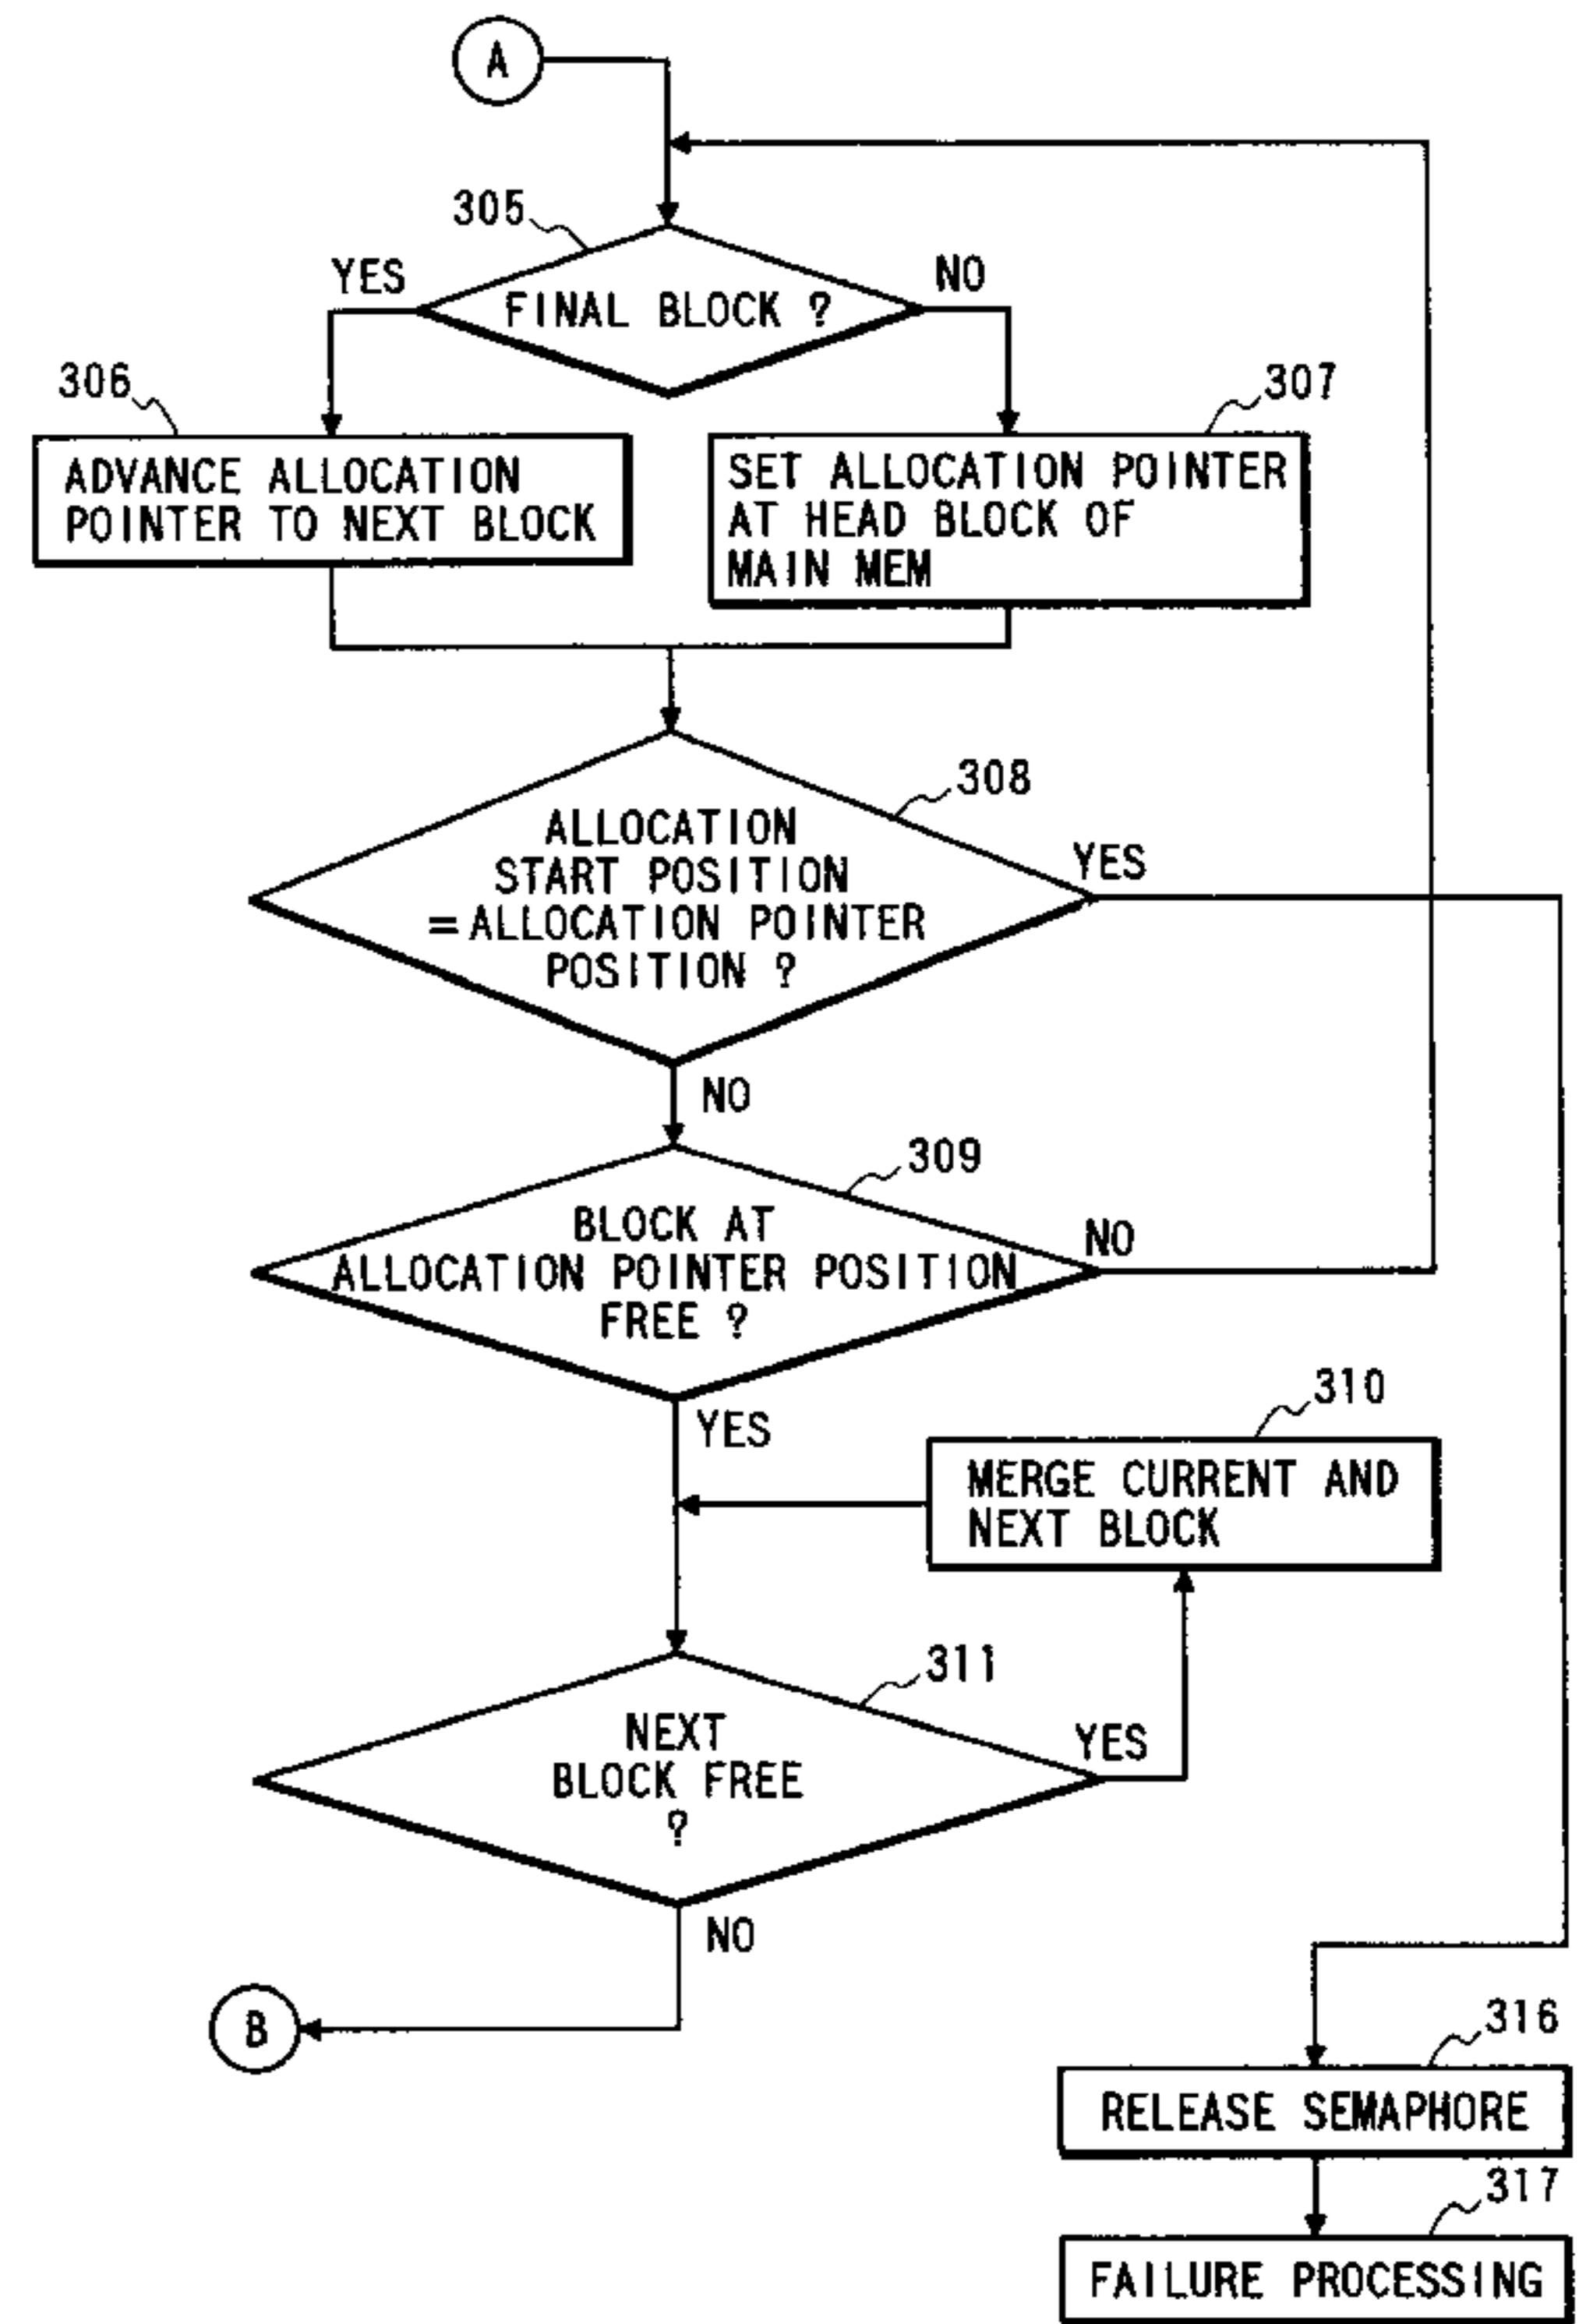 A
305
YES
NO
FINAL BLOCK ?
306
307
ADVANCE ALLOCATION
POINTER TO NEXT BLOCK
SET ALLOCATION POINTER
AT HEAD BLOCK OF
MAIN MEM
308
ALLOCATION
START POSITION
=ALLOCATION POINTER
POSITION ?
YES
NO
309
BLOCK AT
ALLOCATION POINTER POSITION
FREE ?
NO
YES
310
MERGE CURRENT AND
NEXT BLOCK
311
NEXT
BLOCK FREE
?
YES
NO
B
316
RELEASE SEMAPHORE
317
FAILURE PROCESSING